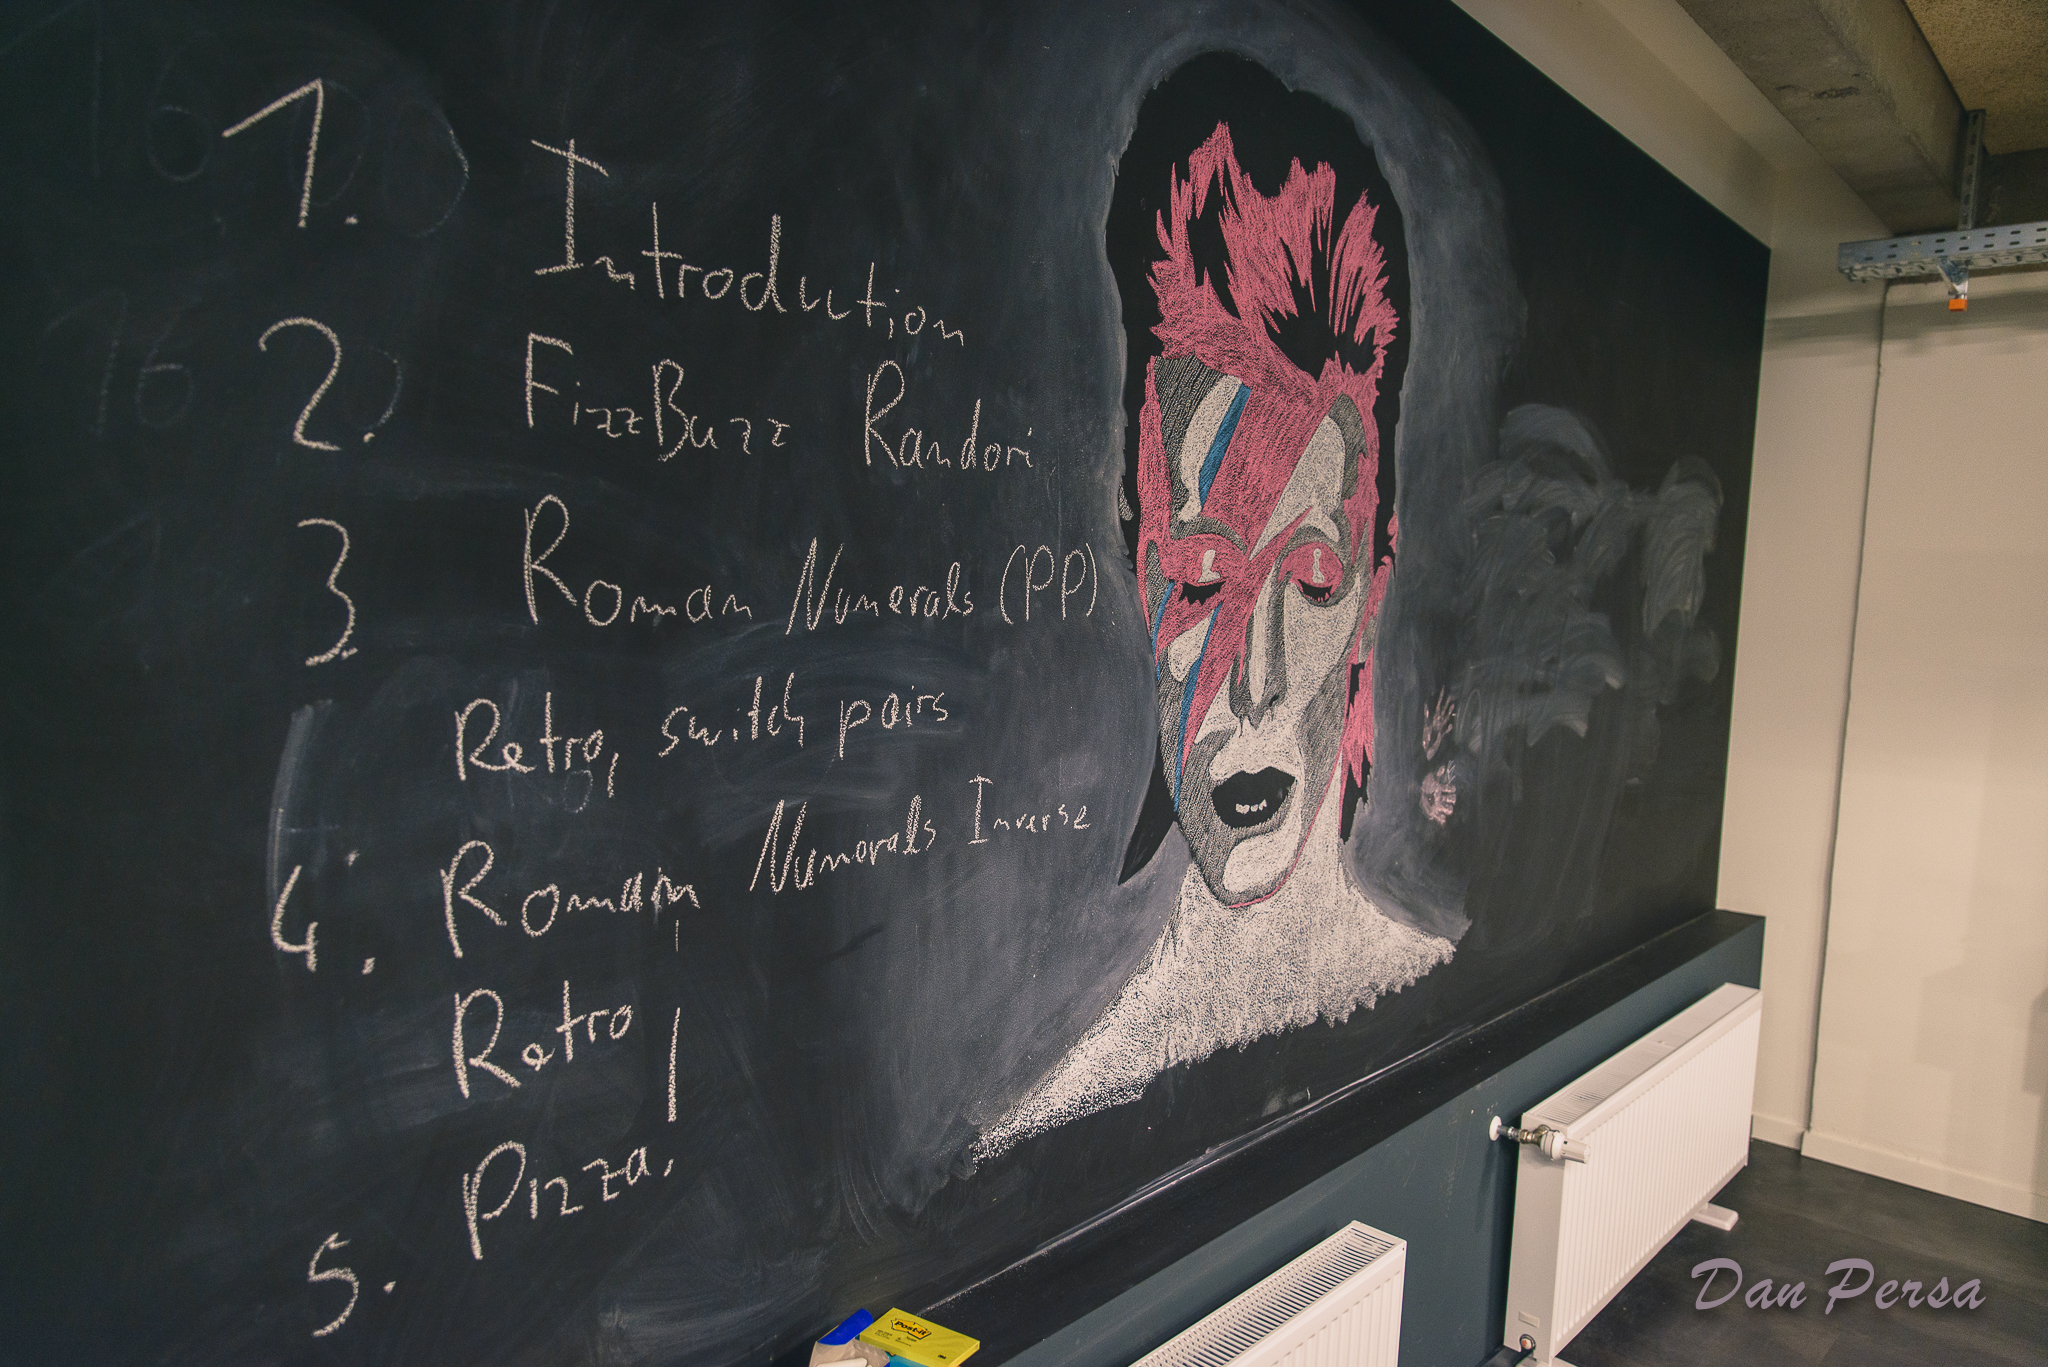 1. Introdution
2. FizzBuzz Randori
3. Roman Numerals (PP)
Retro, switch pairs
4. Roman Numerals Inverse
Retro
Pizza!
5.
Post-it
Dan Persa